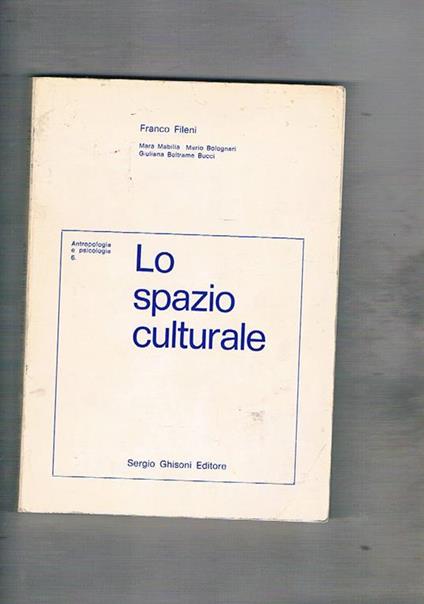 Franco Fileni
Mara Mabilia Mario Bolognari
Giuliana Beltrame Bucci
Antropologia
e psicologia
6.
Lo
spazio
culturale
Sergio Ghisoni Editore